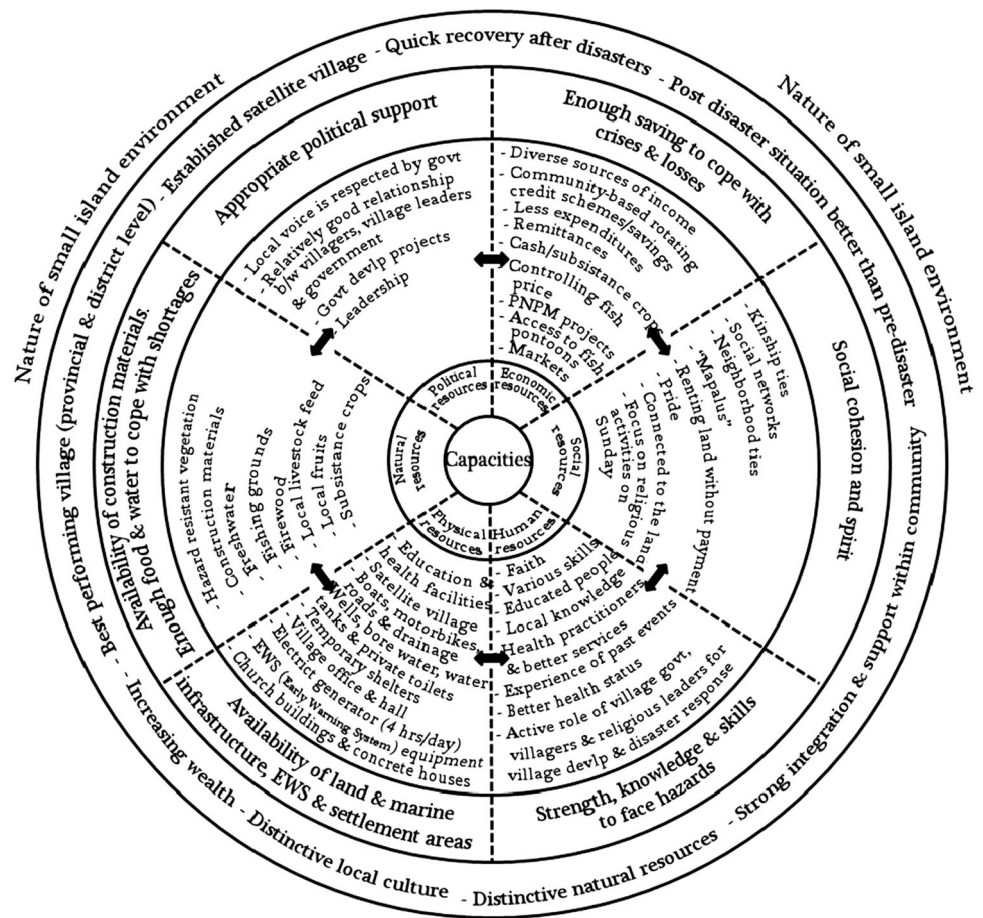 Nature of small island environment
Nature of small island environment
- Best performing village (provincial & district level) - Established satellite village - Quick recovery after disasters - Post disaster situation better than pre-disaster
- Strong integration & support within community
- Distinctive natural resources
- Distinctive local culture
- Increasing wealth
Appropriate political support
Enough saving to cope with
crises & losses
Social cohesion and spirit
Strength, knowledge & skills
to face hazards
Availability of land & marine
infrastructure, EWS & settlement areas
Availability of construction materials.
Enough food & water to cope with shortages
- Local voice is respected by govt
- Relatively good relationship
b/w villagers, village leaders
& government
- Govt devlp projects
- Leadership
- Diverse sources of income
- Community-based rotating
credit schemes/savings
- Less expenditures
- Remittances
- Cash/subsistance crops
- Controlling fish
price
- PNPM projects
- Access to fish
pontoons
- Markets
- Kinship ties
- Social networks
- Neighborhood ties
- "Mapalus"
- Renting land without payment
- Pride
- Connected to the land
- Focus on religious
activities on
Sunday
- Faith
- Various skills
- Educated people
- Local knowledge
- Health practitioners
& better services
- Experience of past events
- Better health status
- Active role of village govt,
villagers & religious leaders for
village devlp & disaster response
- Education &
health facilities
- Satellite village
- Boats, motorbikes,
roads & drainage
- Wells, bore water, water
tanks & private toilets
- Temporary shelters
- Village office & hall
- Electrict generator (4 hrs/day)
- EWS (Early Warning System) equipment
- Church buildings & concrete houses
- Hazard resistant vegetation
- Construction materials
- Freshwater
- Fishing grounds
- Firewood
- Local livestock feed
- Local fruits
- Subsistance crops
Political
resources
Economic
resources
Social
resources
Human
resources
Physical
resources
Natural
resources
Capacities